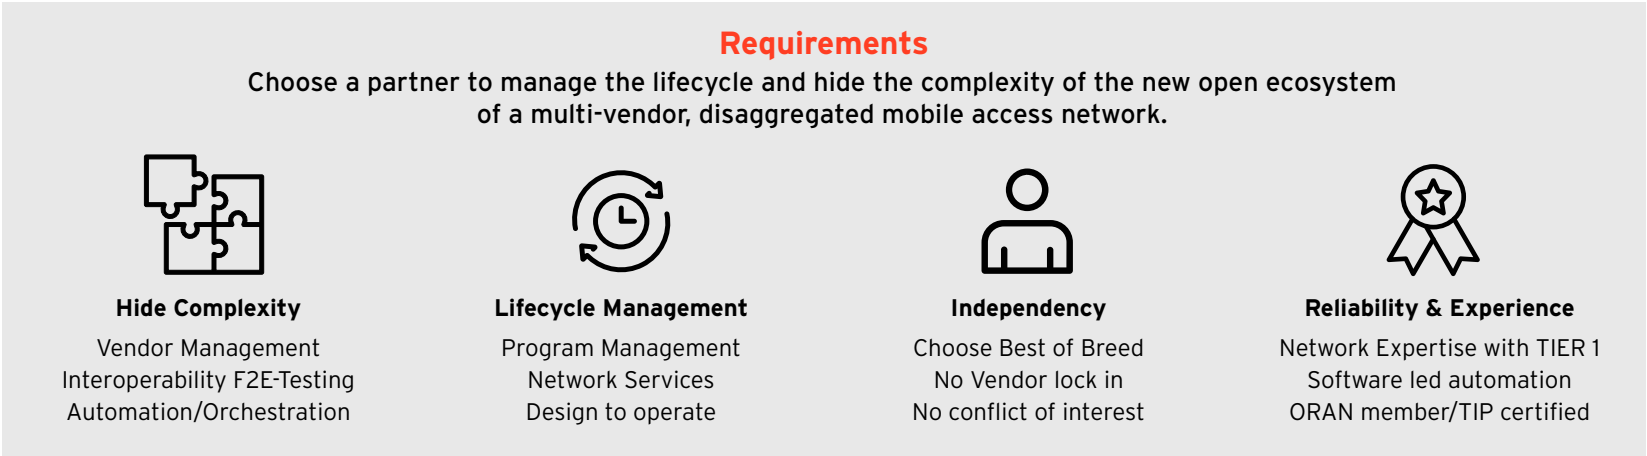 Requirements
Choose a partner to manage the lifecycle and hide the complexity of the new open ecosystem
of a multi-vendor, disaggregated mobile access network.
Hide Complexity
Vendor Management
Interoperability F2E-Testing
Automation/Orchestration
Lifecycle Management
Program Management
Network Services
Design to operate
Independency
Choose Best of Breed
No Vendor lock in
No conflict of interest
Reliability & Experience
Network Expertise with TIER 1
Software led automation
ORAN member/TIP certified